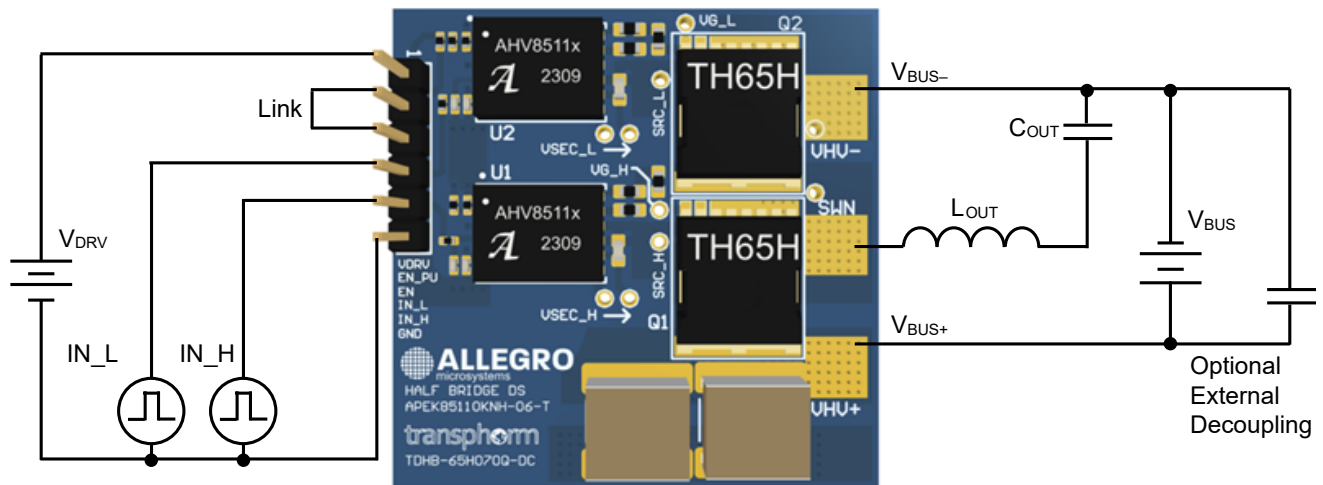 VDRV
Link
IN_L
IN_H
1
AHV8511x
A 2309
U2
VSEC_L
VG_L
Q2
TH65H
SRC_L
VHV-
U1
VG_H
AHV8511x
A 2309
SWN
TH65H
SRC_H
VSEC_H
Q1
VHV+
VDRV
EN_PU
EN
IN_L
IN_H
GND
ALLEGRO
microsystems
HALF BRIDGE DS
APEK85110KNH-06-T
transphorm
TDHB-65H070Q-DC
VBUS–
COUT
LOUT
VBUS
VBUS+
Optional
External
Decoupling